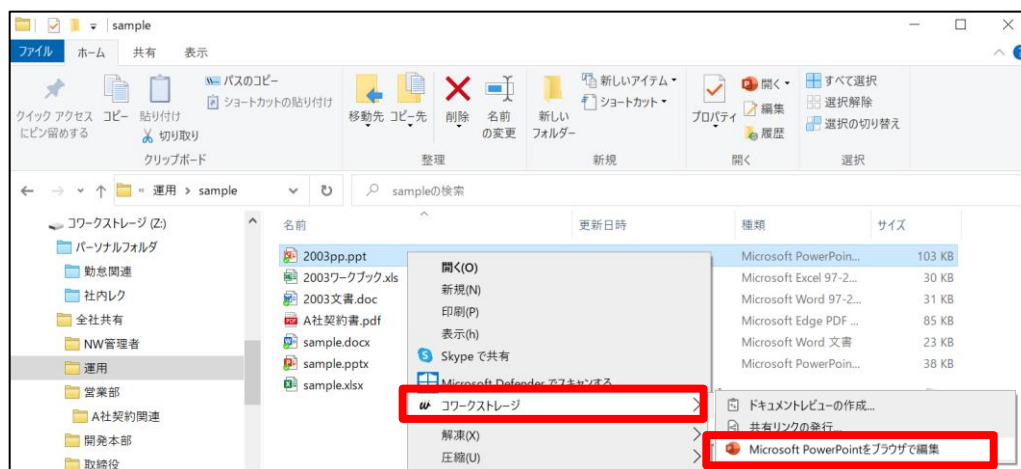 sample
ファイル ホーム 共有 表示
クイック アクセスにピン留めする
コピー
貼り付け
パスのコピー
ショートカットの貼り付け
切り取り
クリップボード
移動先 コピー先 削除 名前の変更
整理
新しいフォルダー
新しいアイテム
ショートカット
新規
プロパティ
開く
編集
履歴
開く
すべて選択
選択解除
選択の切り替え
選択
« 運用 › sample
sampleの検索
コワークストレージ (Z:)
パーソナルフォルダ
勤怠関連
社内レク
全社共有
NW管理者
運用
営業部
A社契約関連
開発本部
取締役
名前 更新日時 種類 サイズ
2003pp.ppt Microsoft PowerPoin... 103 KB
2003ワークブック.xls Microsoft Excel 97-2... 30 KB
2003文書.doc Microsoft Word 97-2... 31 KB
A社契約書.pdf Microsoft Edge PDF ... 85 KB
sample.docx Microsoft Word 文書 23 KB
sample.pptx Microsoft PowerPoin... 38 KB
sample.xlsx
開く(O)
新規(N)
印刷(P)
表示(h)
Skype で共有
Microsoft Defender でスキャンする
コワークストレージ
解凍(X)
圧縮(U)
ドキュメントレビューの作成...
共有リンクの発行...
Microsoft PowerPointをブラウザで編集